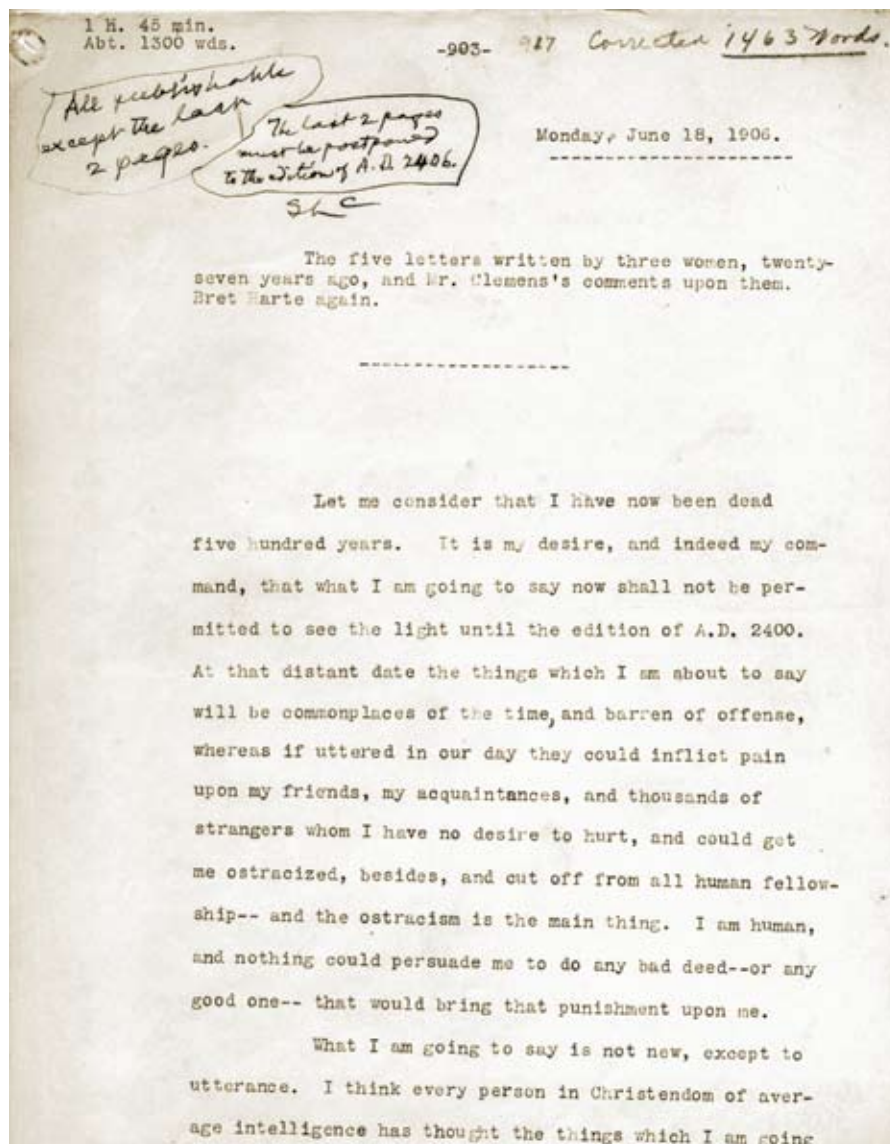 1 H. 45 min.
Abt. 1300 wds.
-903- 917 Corrected 1463 Words.
All publishable
except the last
2 pages.
The last 2 pages
must be postponed
to the edition of A.D. 2406.
SLC
Monday, June 18, 1906.
The five letters written by three women, twenty-
seven years ago, and Mr. Clemens's comments upon them.
Bret Harte again.
Let me consider that I have now been dead
five hundred years. It is my desire, and indeed my com-
mand, that what I am going to say now shall not be per-
mitted to see the light until the edition of A.D. 2400.
At that distant date the things which I am about to say
will be commonplaces of the time, and barren of offense,
whereas if uttered in our day they could inflict pain
upon my friends, my acquaintances, and thousands of
strangers whom I have no desire to hurt, and could get
me ostracized, besides, and cut off from all human fellow-
ship-- and the ostracism is the main thing. I am human,
and nothing could persuade me to do any bad deed--or any
good one-- that would bring that punishment upon me.
What I am going to say is not new, except to
utterance. I think every person in Christendom of aver-
age intelligence has thought the things which I am going